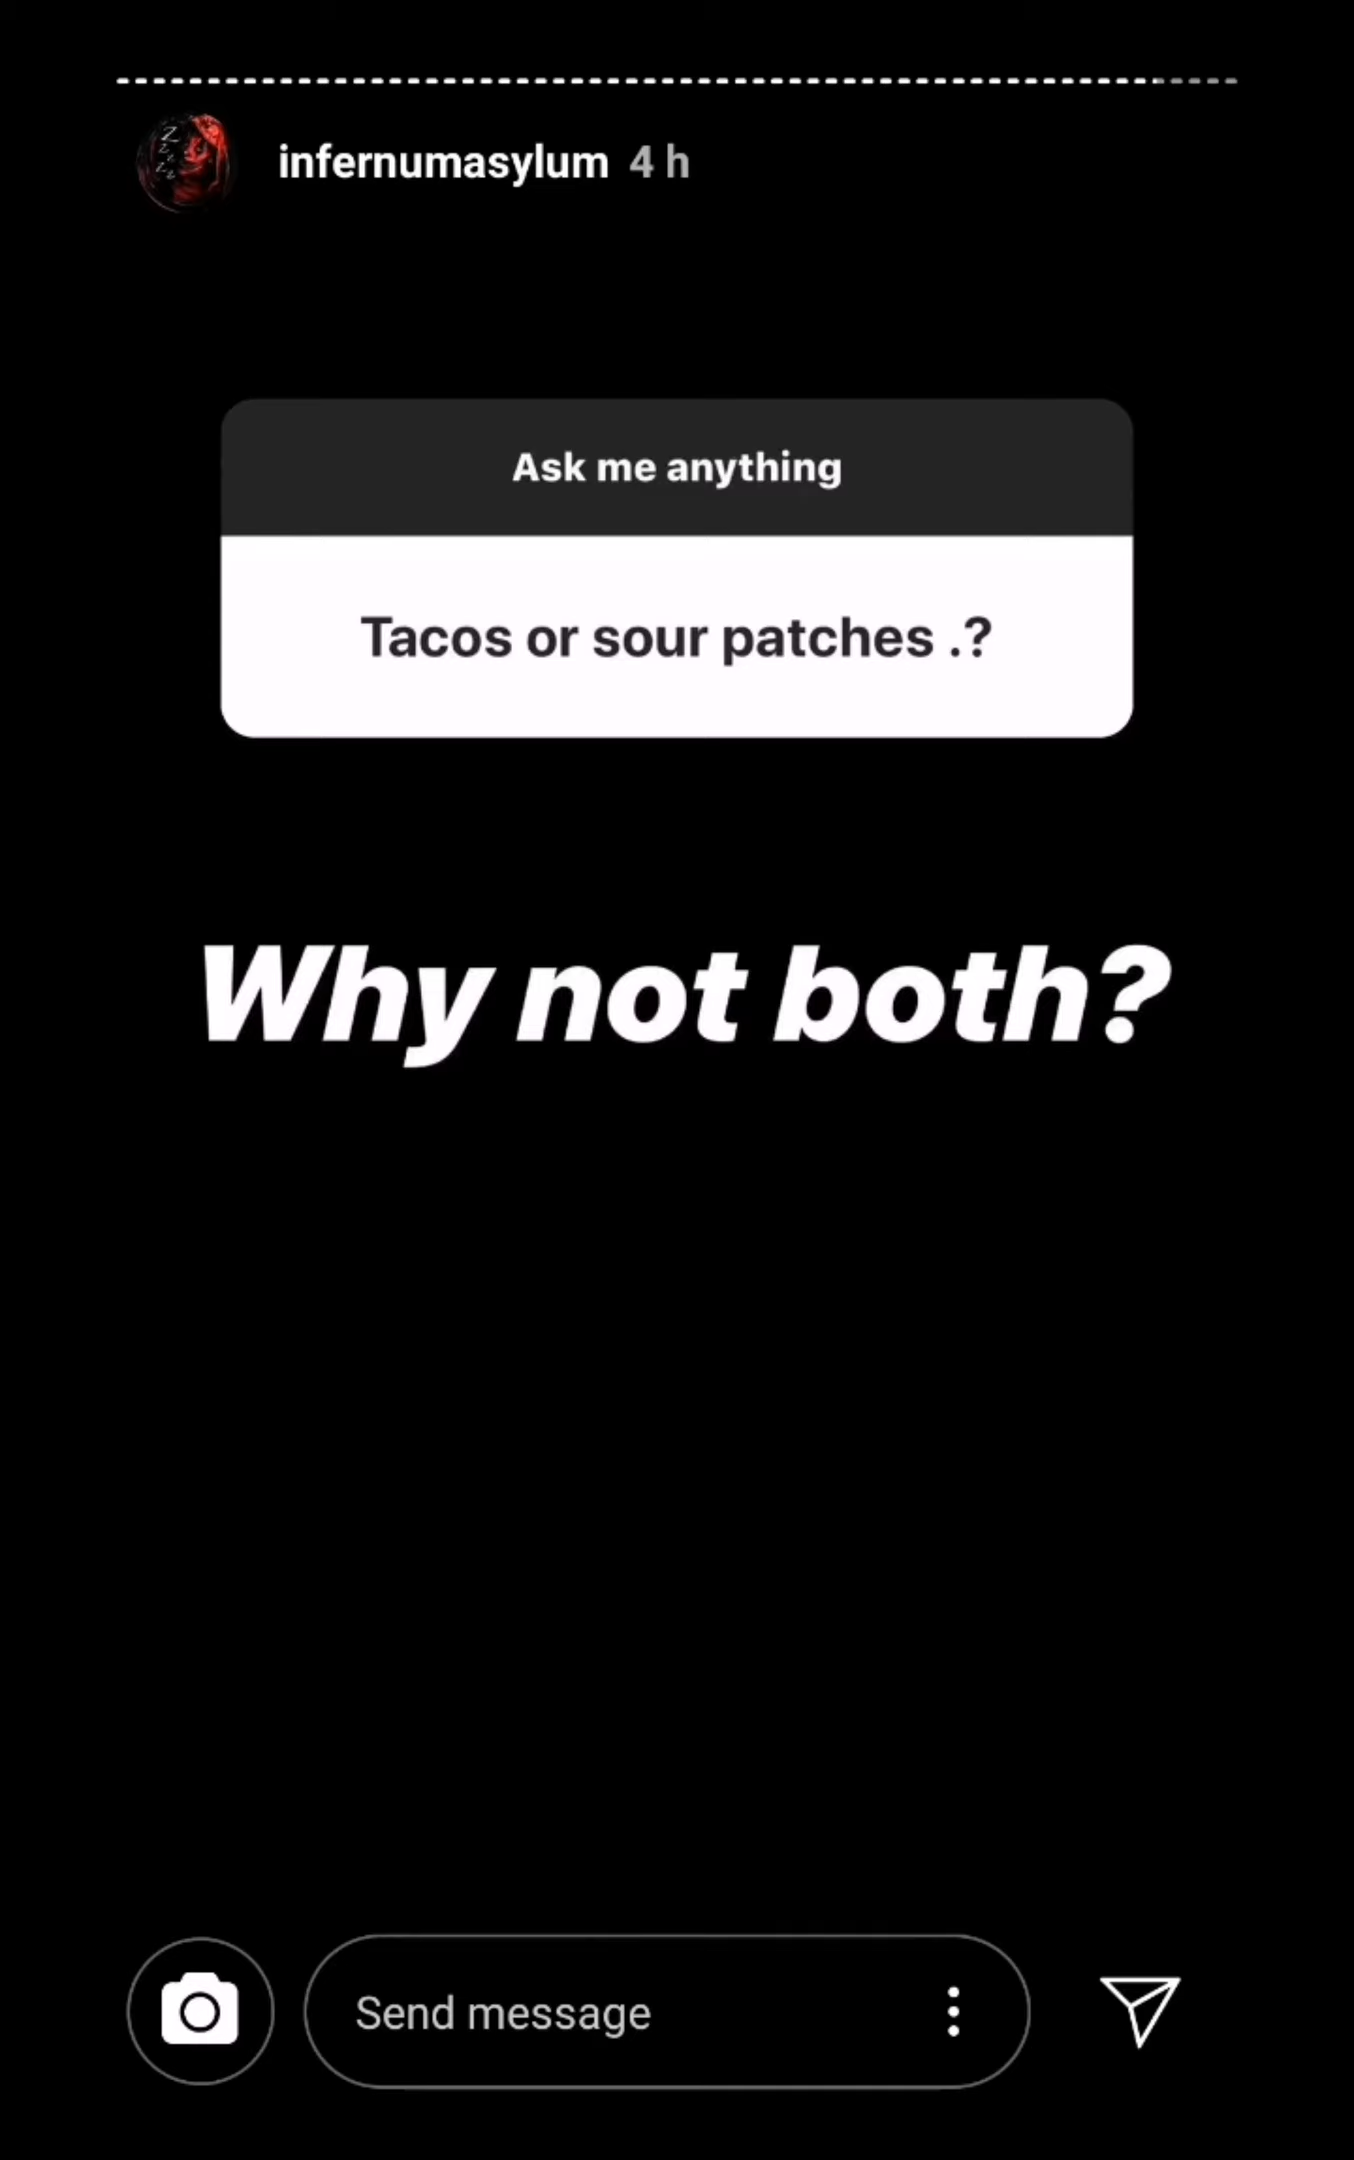 infernumasylum 4 h
Ask me anything
Tacos or sour patches .?
Why not both?
Send message